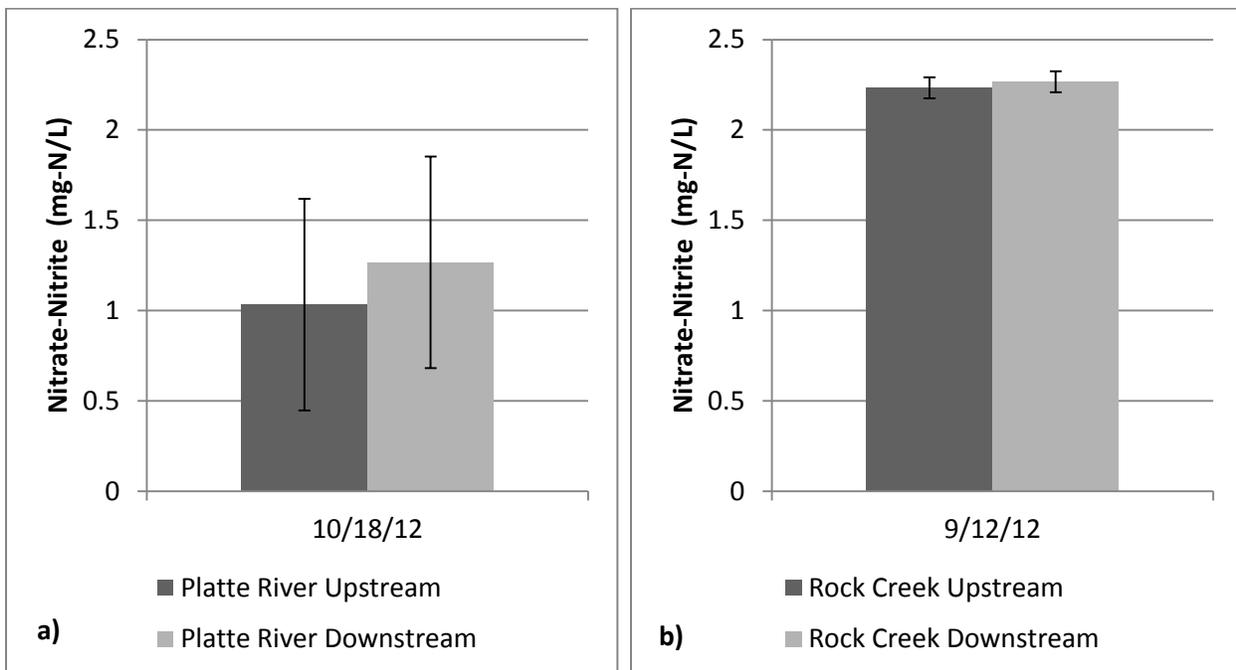 2.5
2
1.5
1
0.5
0
Nitrate-Nitrite (mg-N/L)
10/18/12
Platte River Upstream
Platte River Downstream
a)
2.5
2
1.5
1
0.5
0
Nitrate-Nitrite (mg-N/L)
9/12/12
Rock Creek Upstream
Rock Creek Downstream
b)